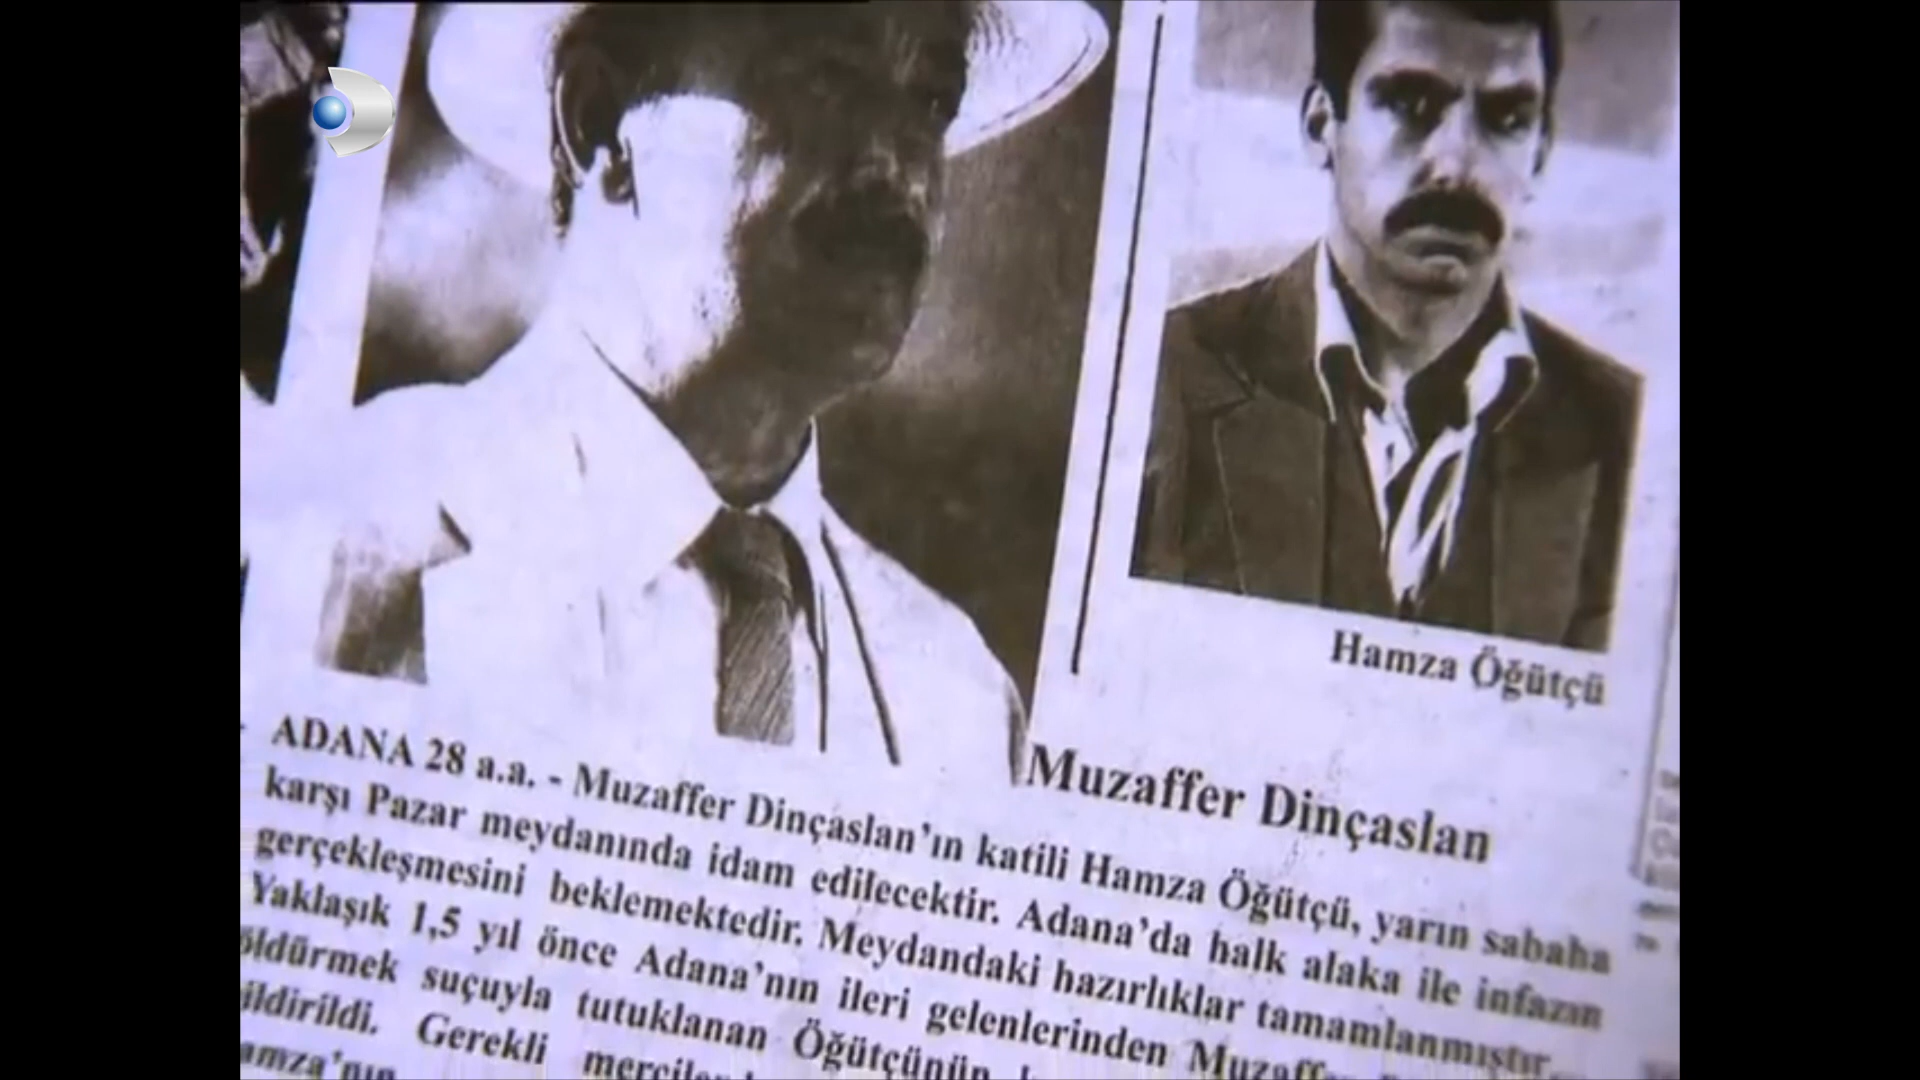 Hamza Öğütçü
Muzaffer Dinçaslan
ADANA 28 a.a. - Muzaffer Dinçaslan’ın katili Hamza Öğütçü, yarın sabaha
karşı Pazar meydanında idam edilecektir. Adana’da halk alaka ile infazın
gerçekleşmesini beklemektedir. Meydandaki hazırlıklar tamamlanmıştır.
Yaklaşık 1,5 yıl önce Adana’nın ileri gelenlerinden Muzaffer
öldürmek suçuyla tutuklanan Öğütçünün
ildirildi. Gerekli
amza’nın